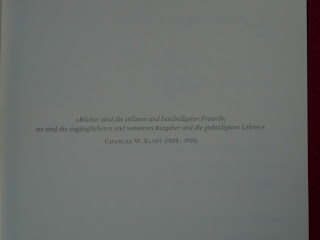 »Bücher sind die stillsten und beständigsten Freunde,
sie sind die zugänglichsten und weisesten Ratgeber und die geduldigsten Lehrer.«
CHARLES W. ELIOT (1834 - 1926)